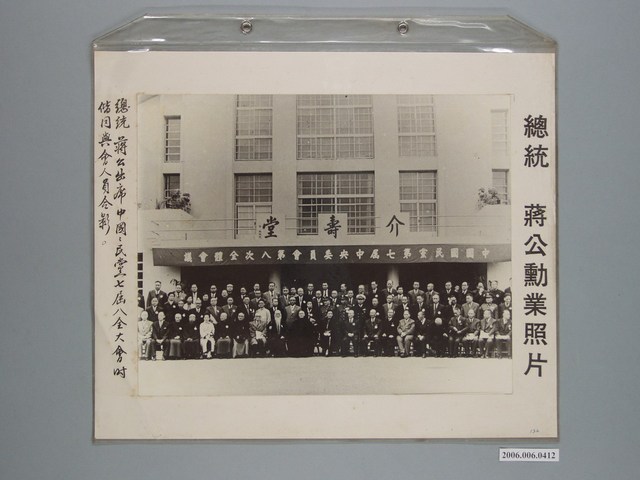 總統 蔣公勳業照片
介壽堂
中國國民黨第七屆中央委員會第八次全體會議
總統 蔣公出席中國國民黨七屆八全大會時
偕同與會人員合影。
2006.006.0412